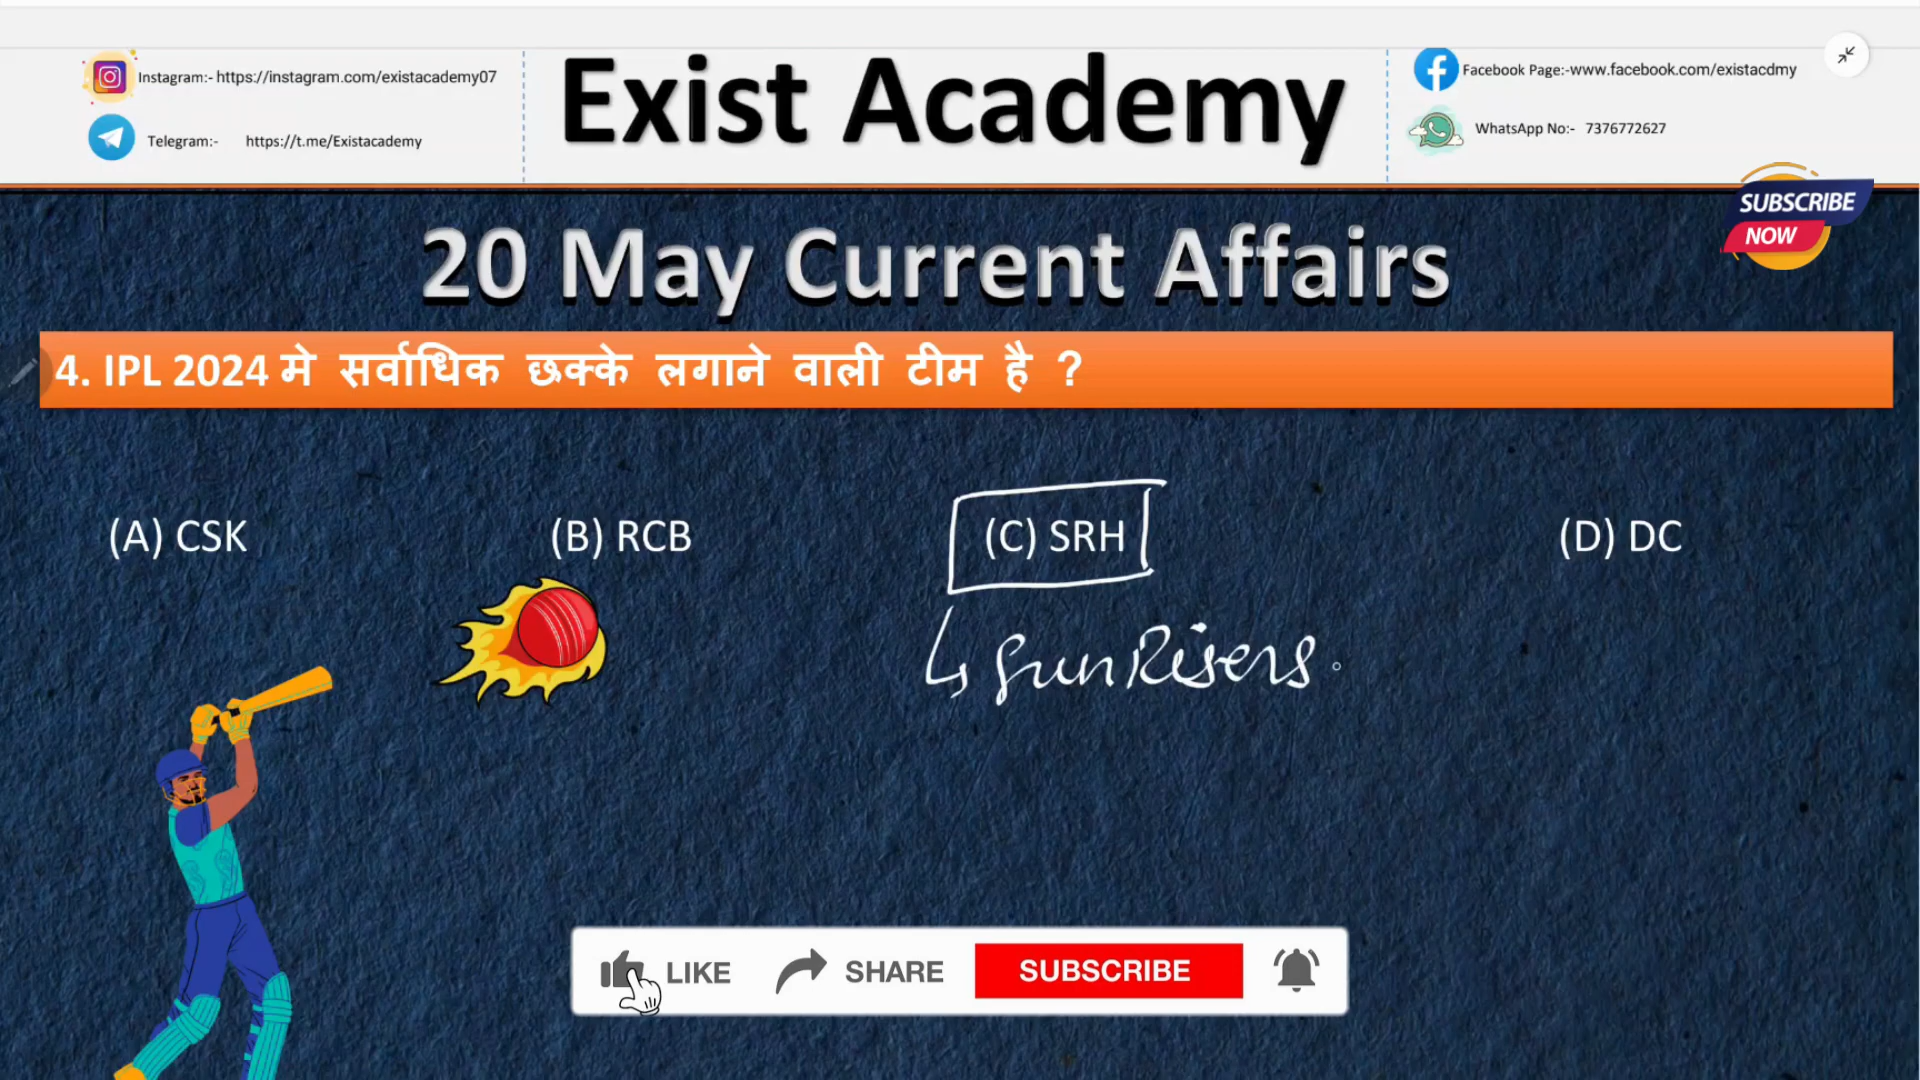 Instagram:- https://instagram.com/existacademy07
Telegram:- https://t.me/Existacademy
Exist Academy
Facebook Page:-www.facebook.com/existacdmy
WhatsApp No:- 7376772627
SUBSCRIBE
NOW
20 May Current Affairs
4. IPL 2024 मे सर्वाधिक छक्के लगाने वाली टीम है ?
(A) CSK (B) RCB (C) SRH (D) DC
SunRisers
LIKE SHARE SUBSCRIBE